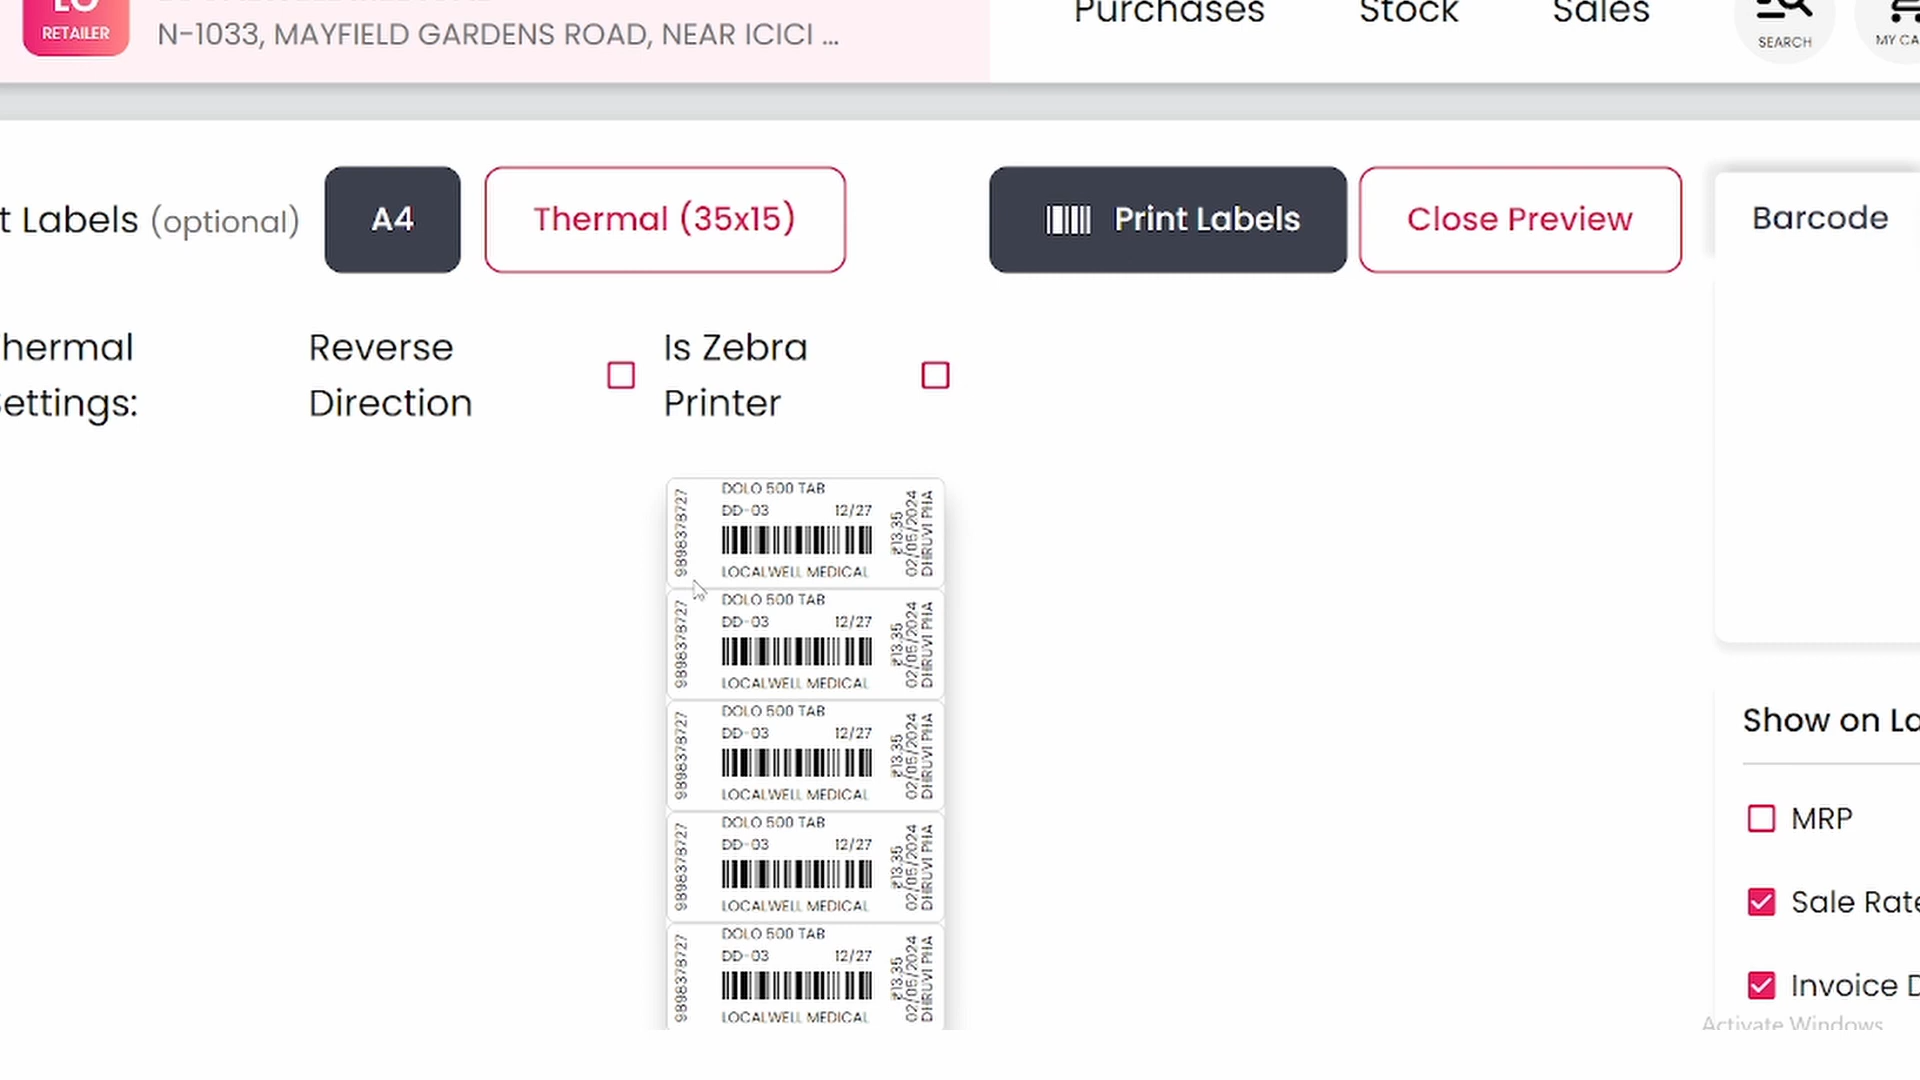 RETAILER
N-1033, MAYFIELD GARDENS ROAD, NEAR ICICI ...
Purchases
Stock
Sales
SEARCH
MY CA
t Labels (optional)
A4
Thermal (35x15)
Print Labels
Close Preview
Barcode
hermal
ettings:
Reverse
Direction
Is Zebra
Printer
9898378727
DOLO 500 TAB
DD-03 12/27
LOCALWELL MEDICAL
₹13.35
02/05/2024
DHRUVI PHA
9898378727
DOLO 500 TAB
DD-03 12/27
LOCALWELL MEDICAL
₹13.35
02/05/2024
DHRUVI PHA
9898378727
DOLO 500 TAB
DD-03 12/27
LOCALWELL MEDICAL
₹13.35
02/05/2024
DHRUVI PHA
9898378727
DOLO 500 TAB
DD-03 12/27
LOCALWELL MEDICAL
₹13.35
02/05/2024
DHRUVI PHA
9898378727
DOLO 500 TAB
DD-03 12/27
LOCALWELL MEDICAL
₹13.35
02/05/2024
DHRUVI PHA
Show on La
MRP
Sale Rate
Invoice D
Activate Windows